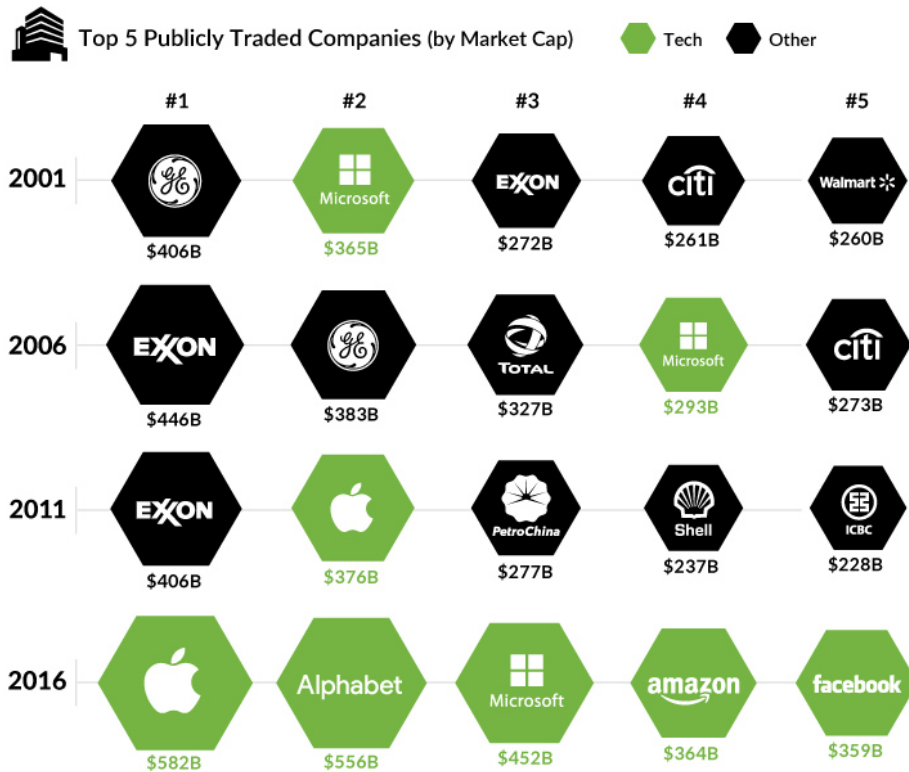 Top 5 Publicly Traded Companies (by Market Cap) Tech Other
#1 #2 #3 #4 #5
2001 GE Microsoft EXXON citi Walmart
$406B $365B $272B $261B $260B
2006 EXXON GE TOTAL Microsoft citi
$446B $383B $327B $293B $273B
2011 EXXON PetroChina Shell ICBC
$406B $376B $277B $237B $228B
2016 Alphabet Microsoft amazon facebook
$582B $556B $452B $364B $359B